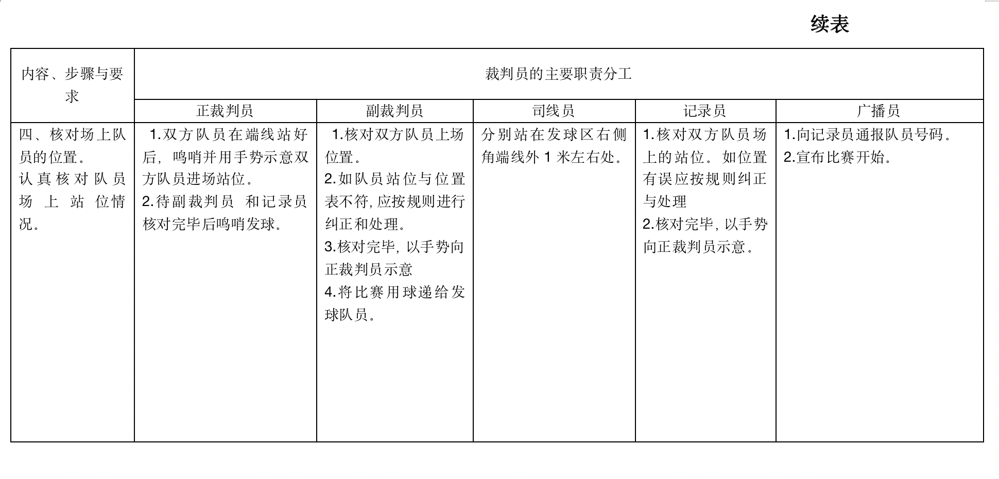 续表
内容、步骤与要
求
裁判员的主要职责分工
正裁判员
副裁判员
司线员
记录员
广播员
四、核对场上队
员的位置。
认真核对队员
场上站位情
况。
1.双方队员在端线站好
后，鸣哨并用手势示意双
方队员进场站位。
2.待副裁判员 和记录员
核对完毕后鸣哨发球。
1.核对双方队员上场
位置。
2.如队员站位与位置
表不符，应按规则进行
纠正和处理。
3.核对完毕，以手势向
正裁判员示意
4.将比赛用球递给发
球队员。
分别站在发球区右侧
角端线外 1 米左右处。
1.核对双方队员场
上的站位。如位置
有误应按规则纠正
与处理
2.核对完毕，以手势
向正裁判员示意。
1.向记录员通报队员号码。
2.宣布比赛开始。